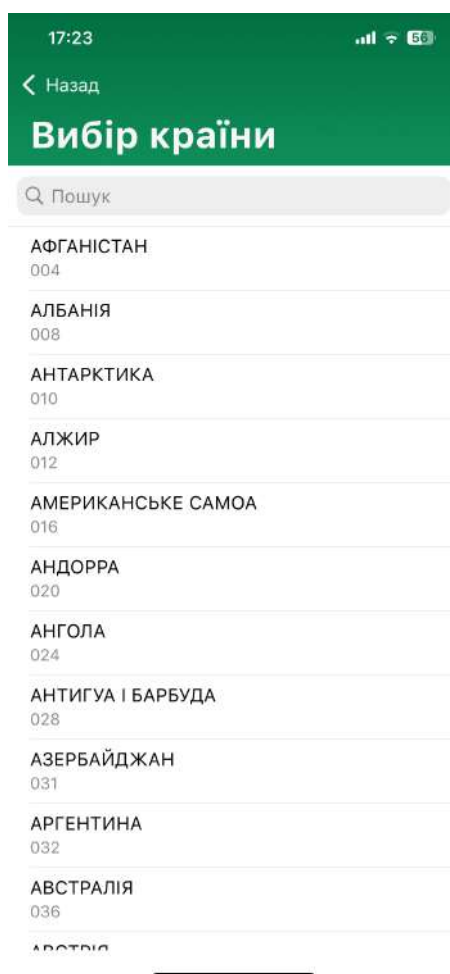 17:23
56
Назад
Вибір країни
Пошук
АФГАНІСТАН
004
АЛБАНІЯ
008
АНТАРКТИКА
010
АЛЖИР
012
АМЕРИКАНСЬКЕ САМОА
016
АНДОРРА
020
АНГОЛА
024
АНТИГУА І БАРБУДА
028
АЗЕРБАЙДЖАН
031
АРГЕНТИНА
032
АВСТРАЛІЯ
036
АВСТРІЯ